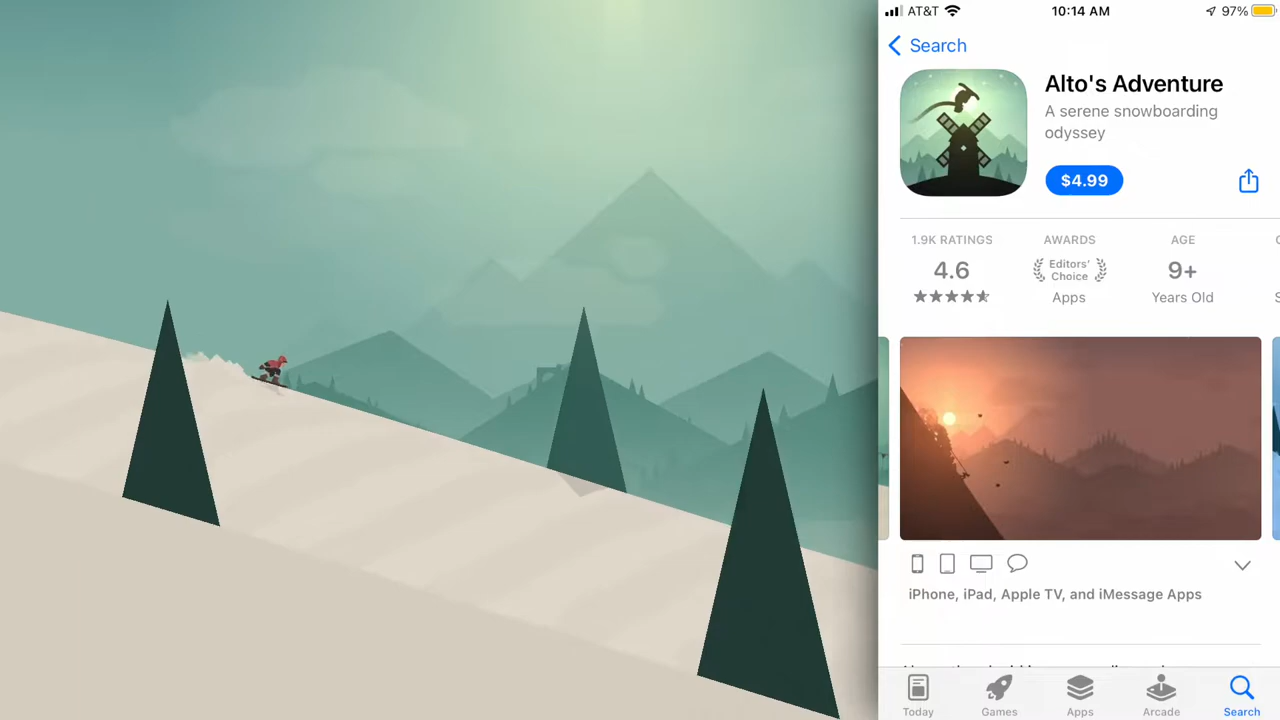 AT&T
10:14 AM
97%
Search
Alto's Adventure
A serene snowboarding
odyssey
$4.99
1.9K RATINGS
AWARDS
AGE
4.6
Editors'
Choice
9+
Apps
Years Old
iPhone, iPad, Apple TV, and iMessage Apps
Today
Games
Apps
Arcade
Search